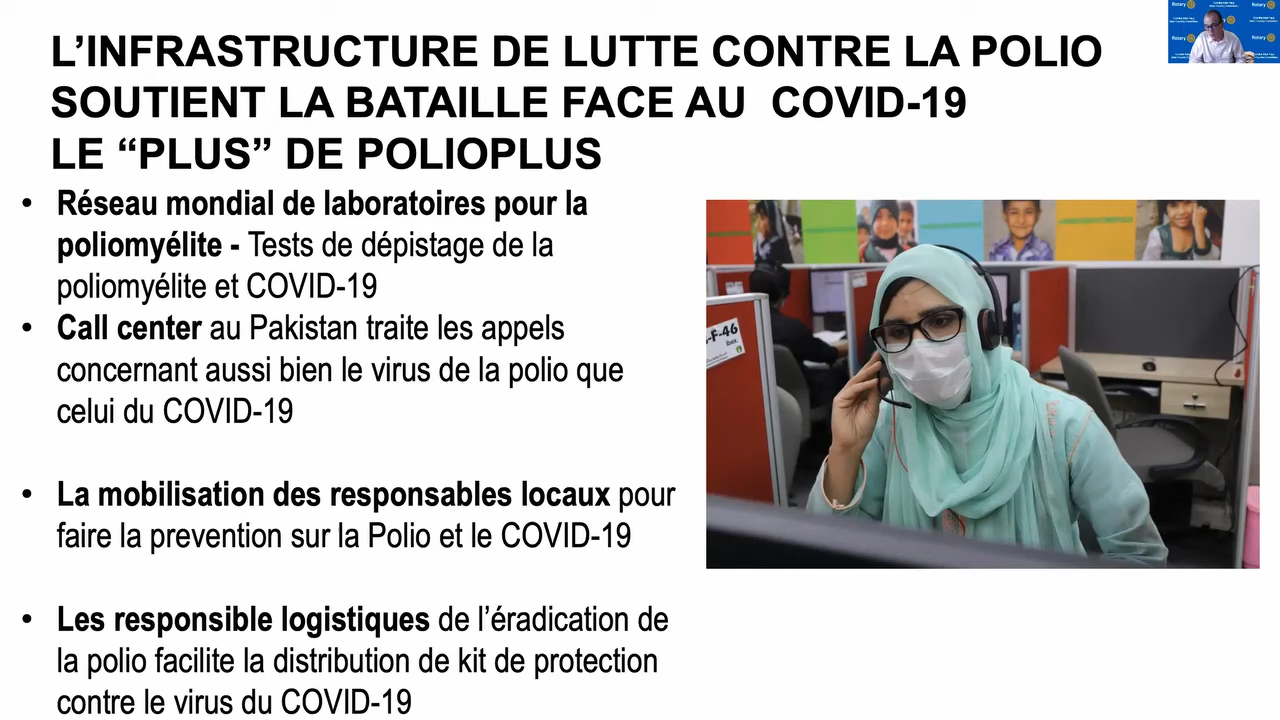 L’INFRASTRUCTURE DE LUTTE CONTRE LA POLIO
SOUTIENT LA BATAILLE FACE AU COVID-19
LE “PLUS” DE POLIOPLUS
• Réseau mondial de laboratoires pour la
poliomyélite - Tests de dépistage de la
poliomyélite et COVID-19
• Call center au Pakistan traite les appels
concernant aussi bien le virus de la polio que
celui du COVID-19
• La mobilisation des responsables locaux pour
faire la prevention sur la Polio et le COVID-19
• Les responsible logistiques de l’éradication de
la polio facilite la distribution de kit de protection
contre le virus du COVID-19
Rotary
Rotary
Rotary
-F-46